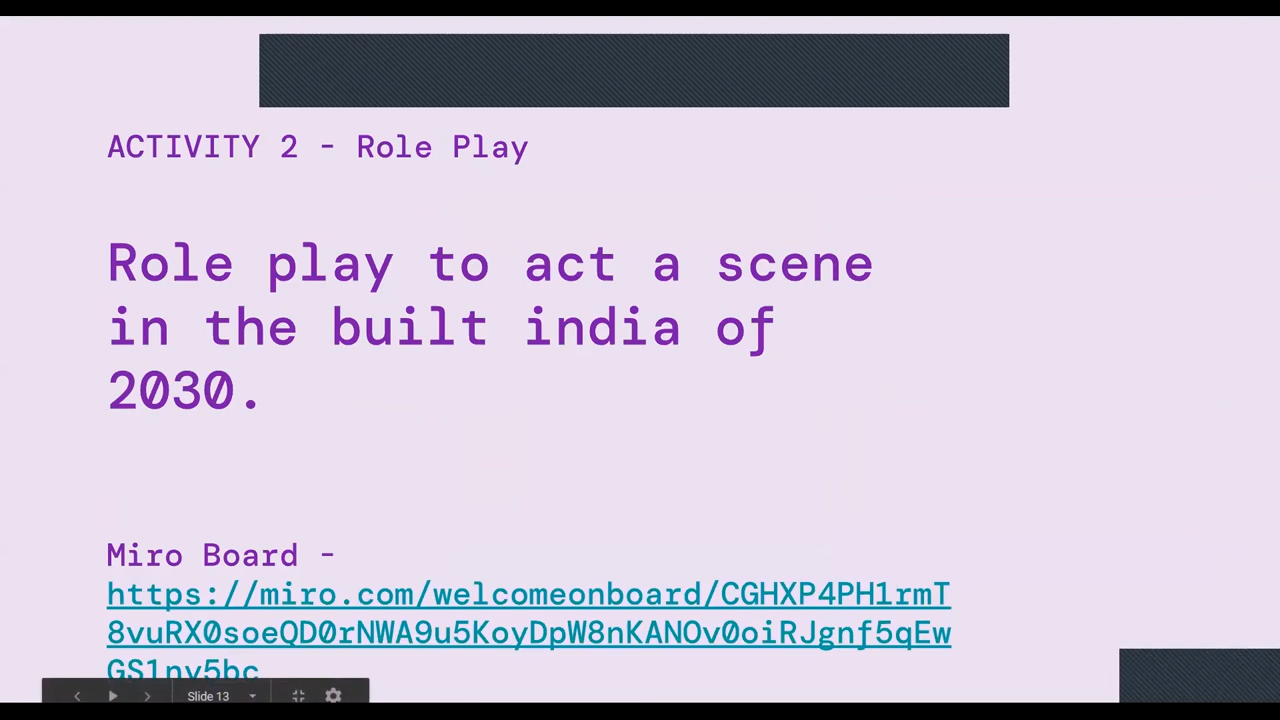 ACTIVITY 2 - Role Play
Role play to act a scene
in the built india of
2030.
Miro Board -
https://miro.com/welcomeonboard/CGHXP4PH1rmT
8vuRX0soeQD0rNWA9u5KoyDpW8nKANOv0oiRJgnf5qEw
GS1ny5bc
Slide 13